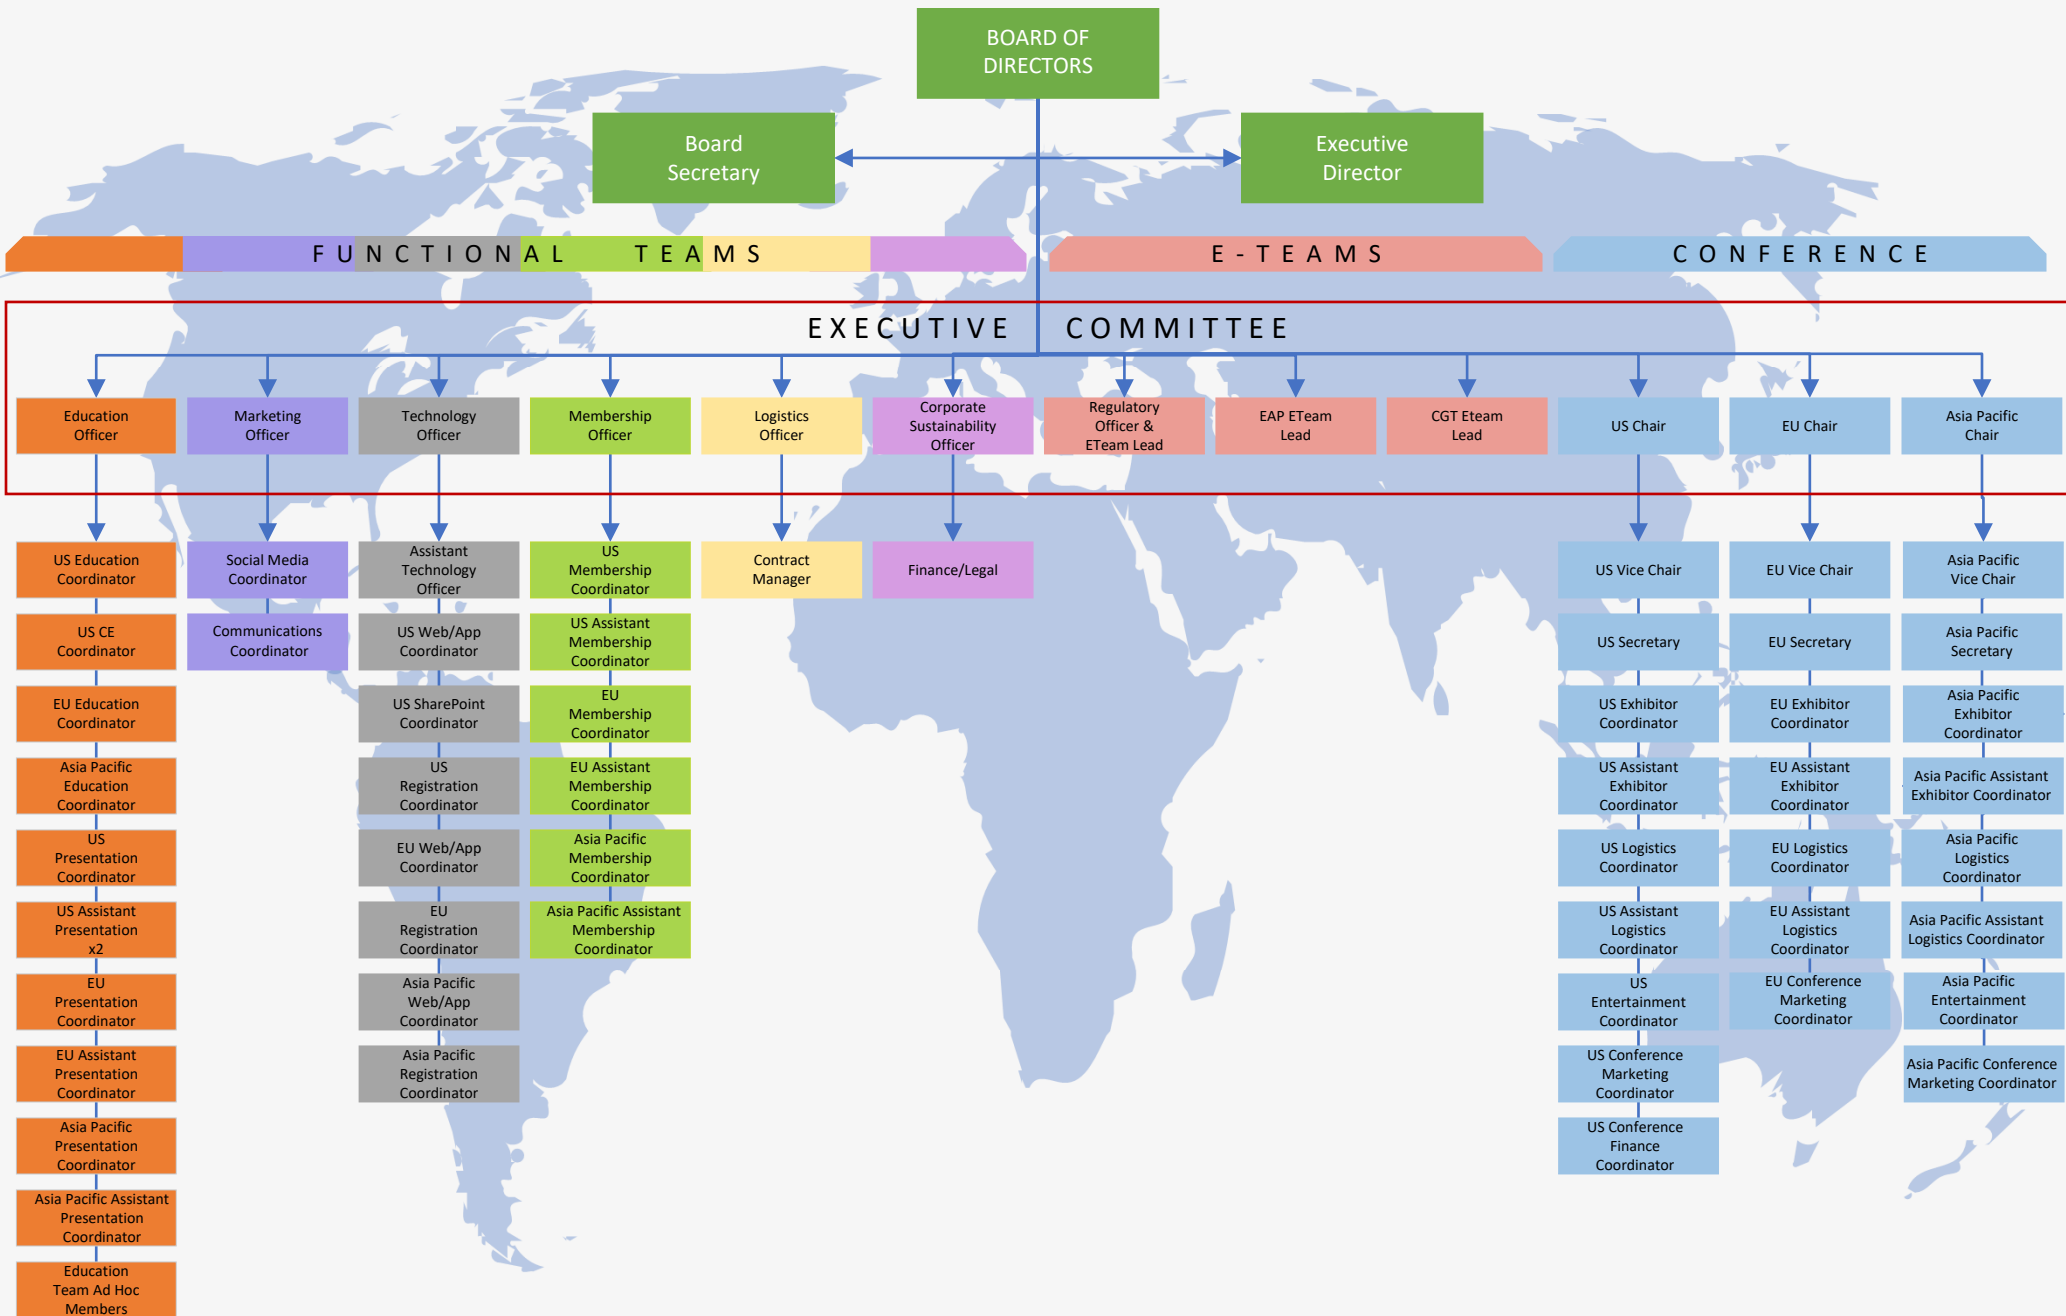 BOARD OF
DIRECTORS
Board
Secretary
Executive
Director
FUNCTIONAL TEAMS
E-TEAMS
CONFERENCE
EXECUTIVE COMMITTEE
Education
Officer
Marketing
Officer
Technology
Officer
Membership
Officer
Logistics
Officer
Corporate
Sustainability
Officer
Regulatory
Officer &
ETeam Lead
EAP ETeam
Lead
CGT Eteam
Lead
US Chair
EU Chair
Asia Pacific
Chair
US Education
Coordinator
US CE
Coordinator
EU Education
Coordinator
Asia Pacific
Education
Coordinator
US
Presentation
Coordinator
US Assistant
Presentation
x2
EU
Presentation
Coordinator
EU Assistant
Presentation
Coordinator
Asia Pacific
Presentation
Coordinator
Asia Pacific Assistant
Presentation
Coordinator
Education
Team Ad Hoc
Members
Social Media
Coordinator
Communications
Coordinator
Assistant
Technology
Officer
US Web/App
Coordinator
US SharePoint
Coordinator
US
Registration
Coordinator
EU Web/App
Coordinator
EU
Registration
Coordinator
Asia Pacific
Web/App
Coordinator
Asia Pacific
Registration
Coordinator
US
Membership
Coordinator
US Assistant
Membership
Coordinator
EU
Membership
Coordinator
EU Assistant
Membership
Coordinator
Asia Pacific
Membership
Coordinator
Asia Pacific Assistant
Membership
Coordinator
Contract
Manager
Finance/Legal
US Vice Chair
US Secretary
US Exhibitor
Coordinator
US Assistant
Exhibitor
Coordinator
US Logistics
Coordinator
US Assistant
Logistics
Coordinator
US
Entertainment
Coordinator
US Conference
Marketing
Coordinator
US Conference
Finance
Coordinator
EU Vice Chair
EU Secretary
EU Exhibitor
Coordinator
EU Assistant
Exhibitor
Coordinator
EU Logistics
Coordinator
EU Assistant
Logistics
Coordinator
EU Conference
Marketing
Coordinator
Asia Pacific
Vice Chair
Asia Pacific
Secretary
Asia Pacific
Exhibitor
Coordinator
Asia Pacific Assistant
Exhibitor Coordinator
Asia Pacific
Logistics
Coordinator
Asia Pacific Assistant
Logistics Coordinator
Asia Pacific
Entertainment
Coordinator
Asia Pacific Conference
Marketing Coordinator